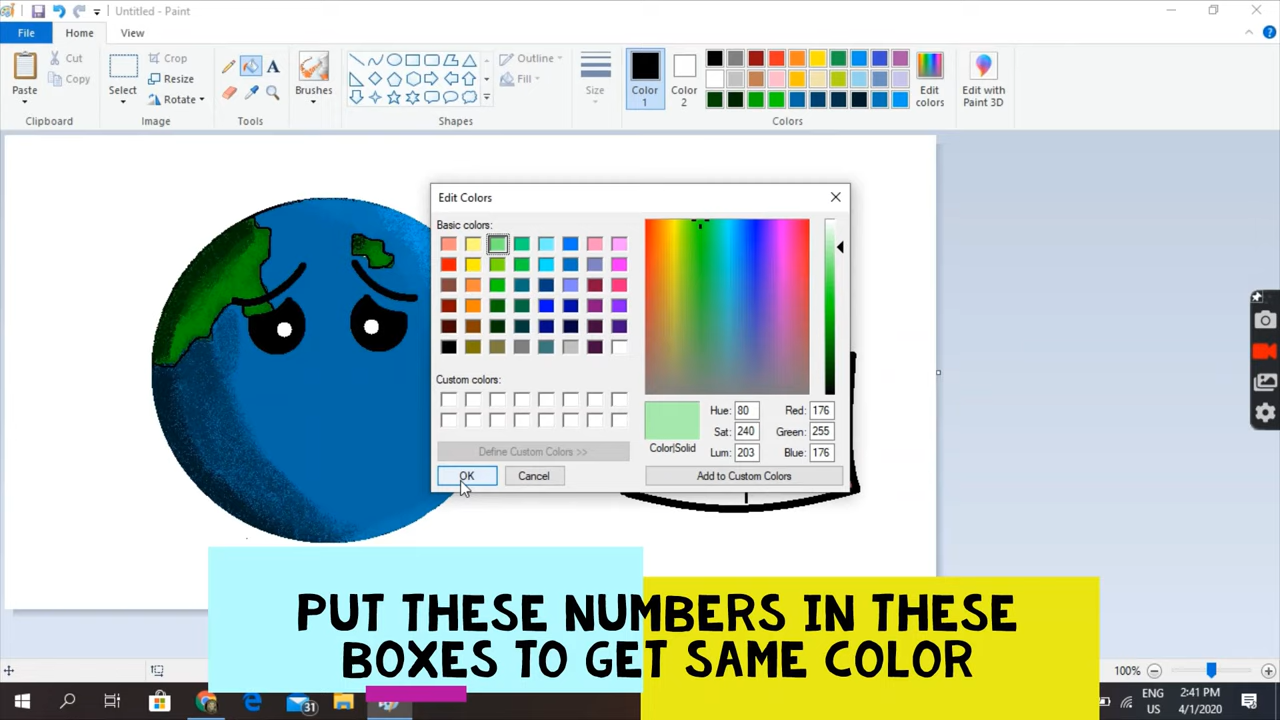 Untitled - Paint
File
Home
View
Paste
Cut
Copy
Clipboard
Select
Crop
Resize
Rotate
Image
A
Tools
Brushes
Outline
Fill
Shapes
Size
Color 1
Color 2
Edit colors
Edit with Paint 3D
Colors
Edit Colors
Basic colors:
Custom colors:
Define Custom Colors >>
OK
Cancel
Hue: 80
Red: 176
Sat: 240
Green: 255
Color|Solid
Lum: 203
Blue: 176
Add to Custom Colors
PUT THESE NUMBERS IN THESE
BOXES TO GET SAME COLOR
100%
31
ENG
US
2:41 PM
4/1/2020